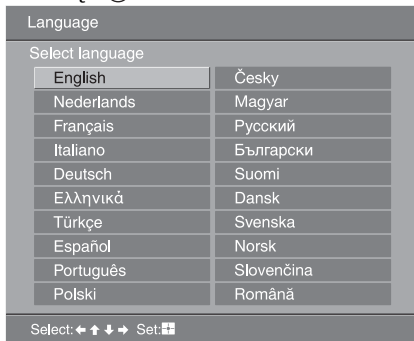 Language
Select language
English
Nederlands
Français
Italiano
Deutsch
Ελληνικά
Türkçe
Español
Português
Polski
Česky
Magyar
Русский
Български
Suomi
Dansk
Svenska
Norsk
Slovenčina
Română
Select: ←↑↓→ Set: